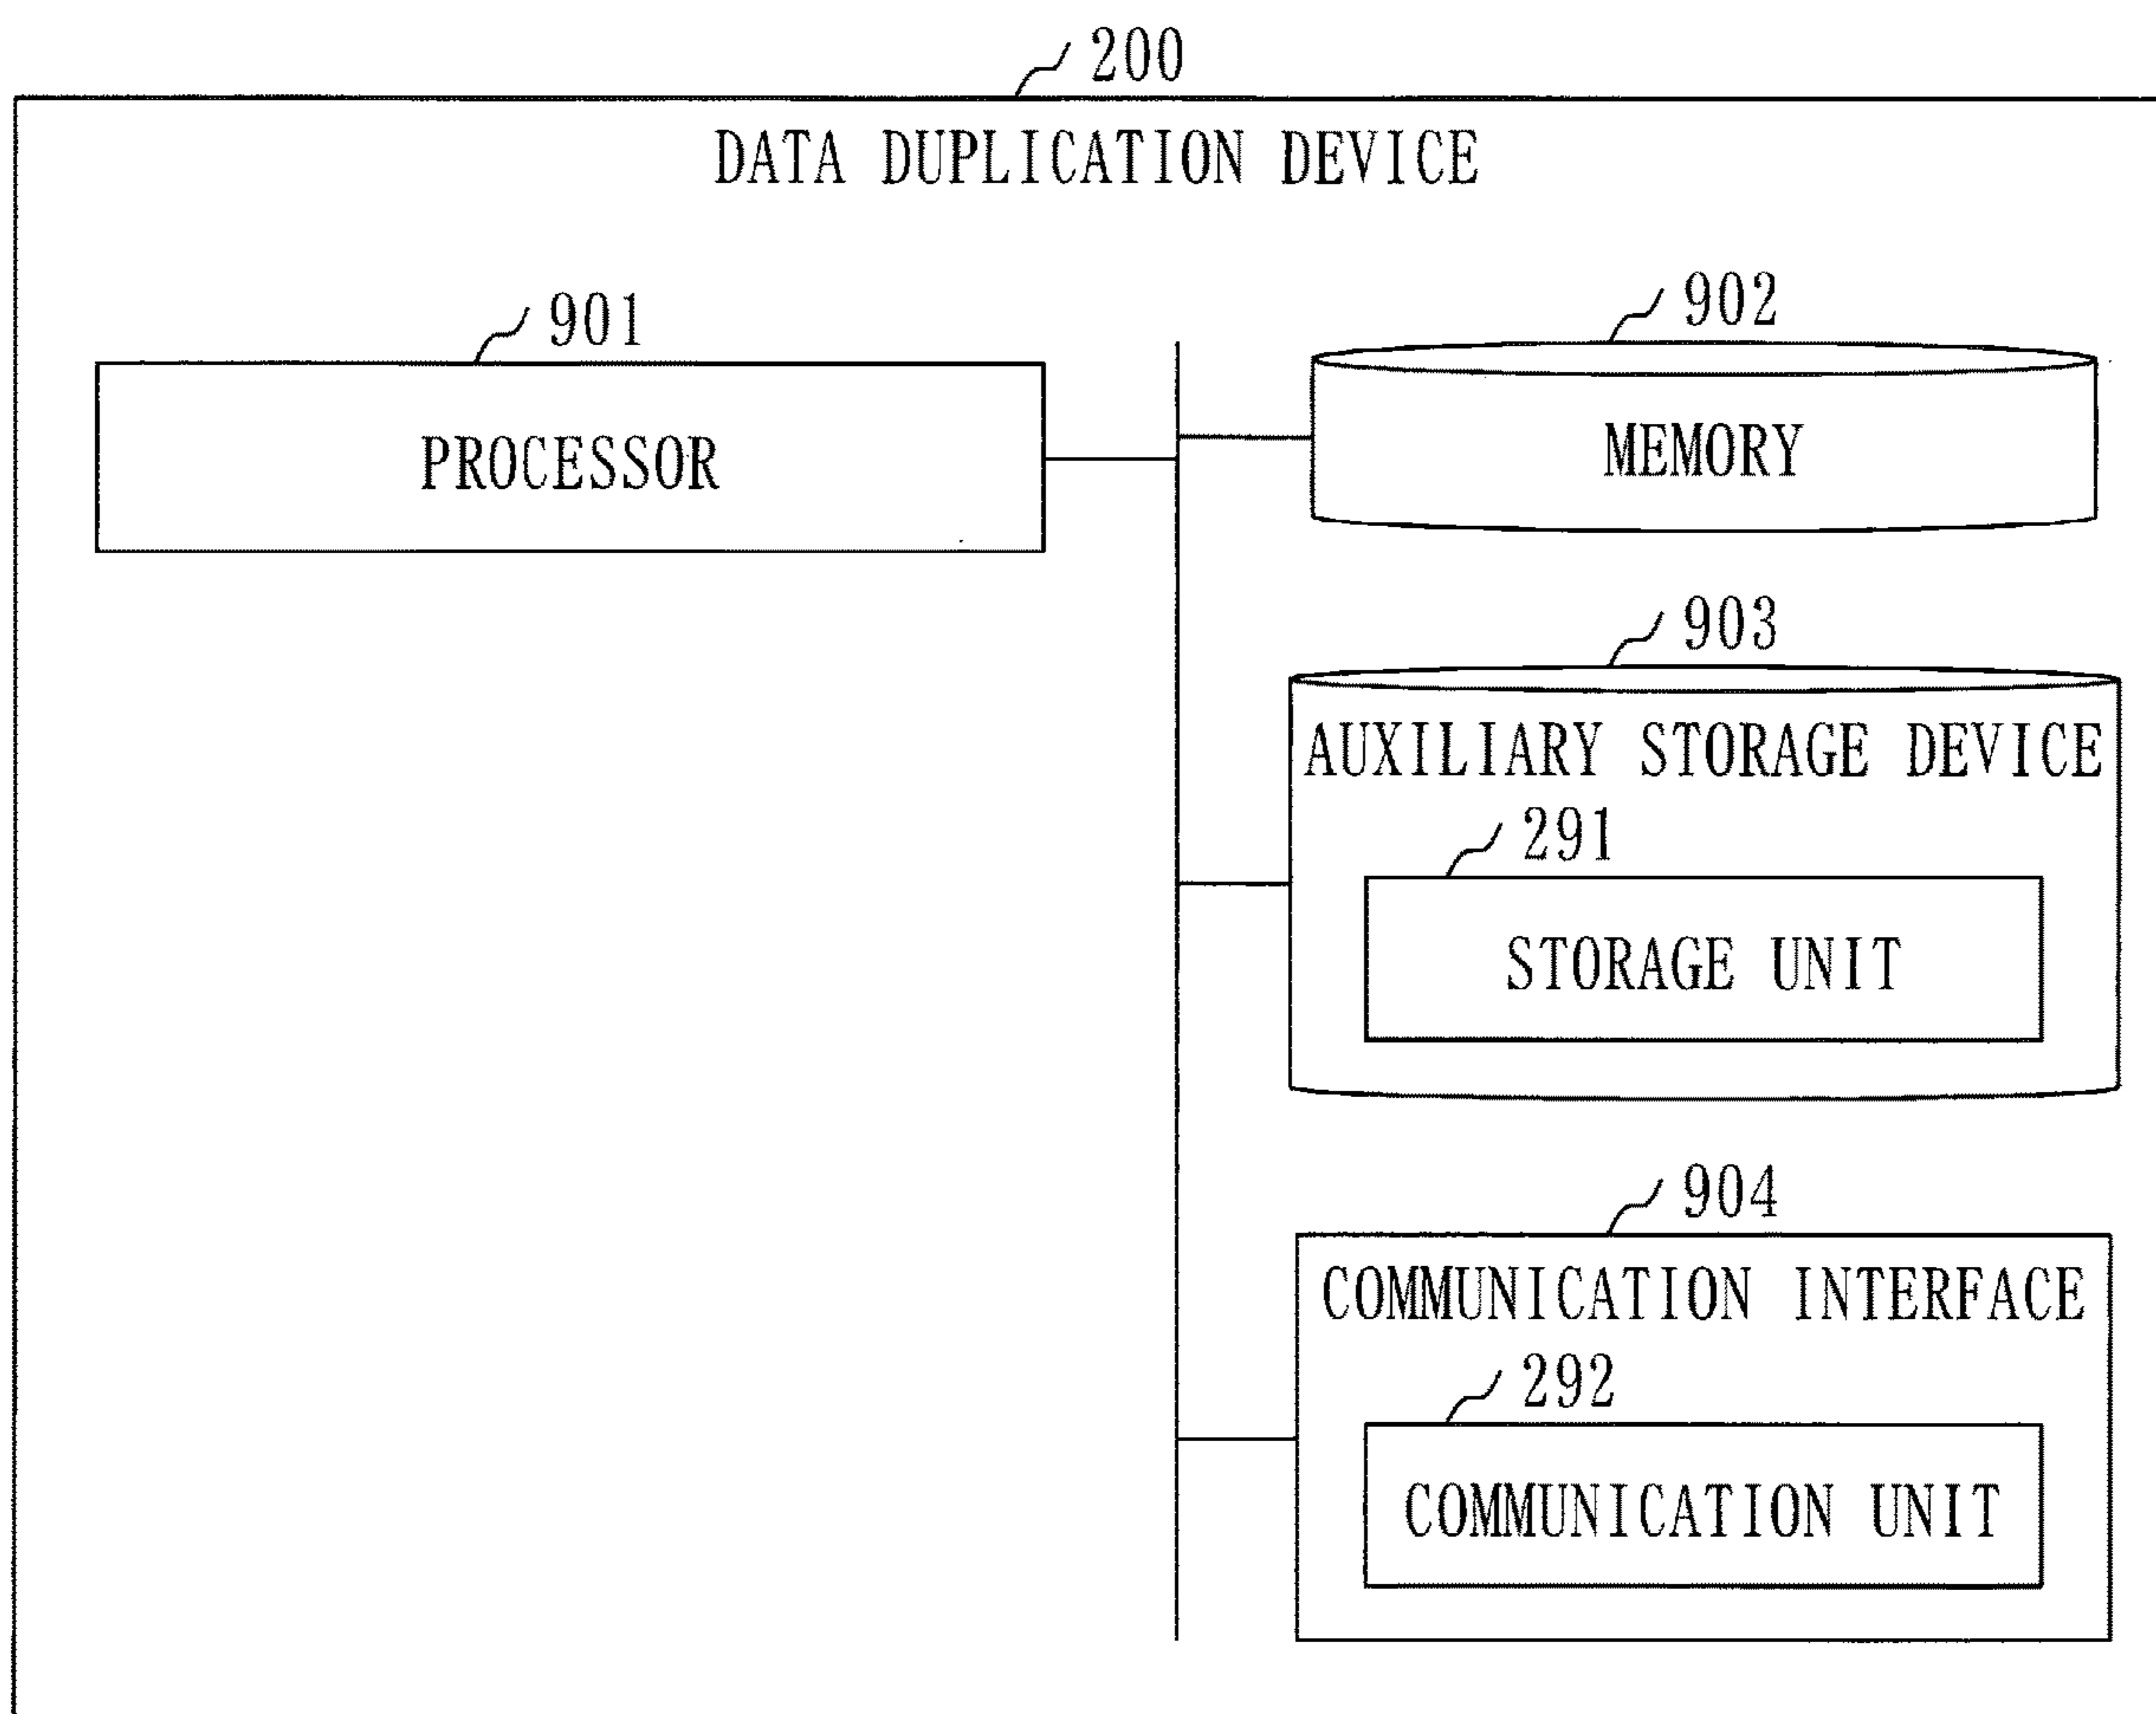 200
DATA DUPLICATION DEVICE
901
PROCESSOR
902
MEMORY
903
AUXILIARY STORAGE DEVICE
291
STORAGE UNIT
904
COMMUNICATION INTERFACE
292
COMMUNICATION UNIT